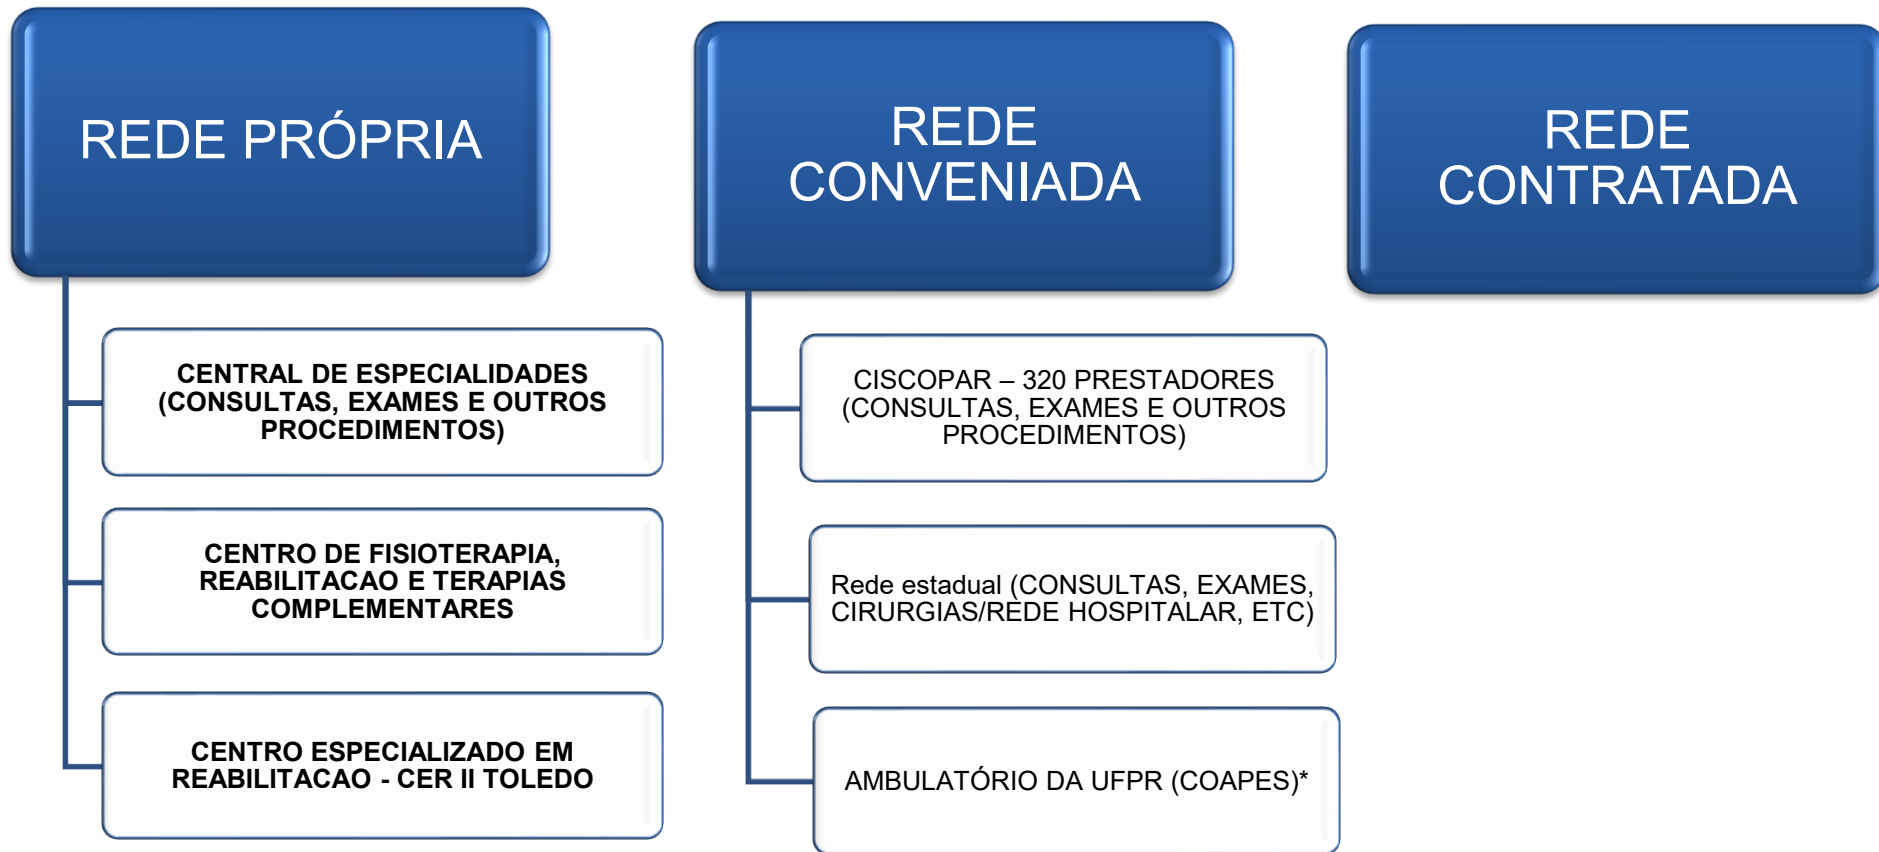 REDE PRÓPRIA
CENTRAL DE ESPECIALIDADES
(CONSULTAS, EXAMES E OUTROS
PROCEDIMENTOS)
CENTRO DE FISIOTERAPIA,
REABILITACAO E TERAPIAS
COMPLEMENTARES
CENTRO ESPECIALIZADO EM
REABILITACAO - CER II TOLEDO
REDE
CONVENIADA
CISCOPAR – 320 PRESTADORES
(CONSULTAS, EXAMES E OUTROS
PROCEDIMENTOS)
Rede estadual (CONSULTAS, EXAMES,
CIRURGIAS/REDE HOSPITALAR, ETC)
AMBULATÓRIO DA UFPR (COAPES)*
REDE
CONTRATADA